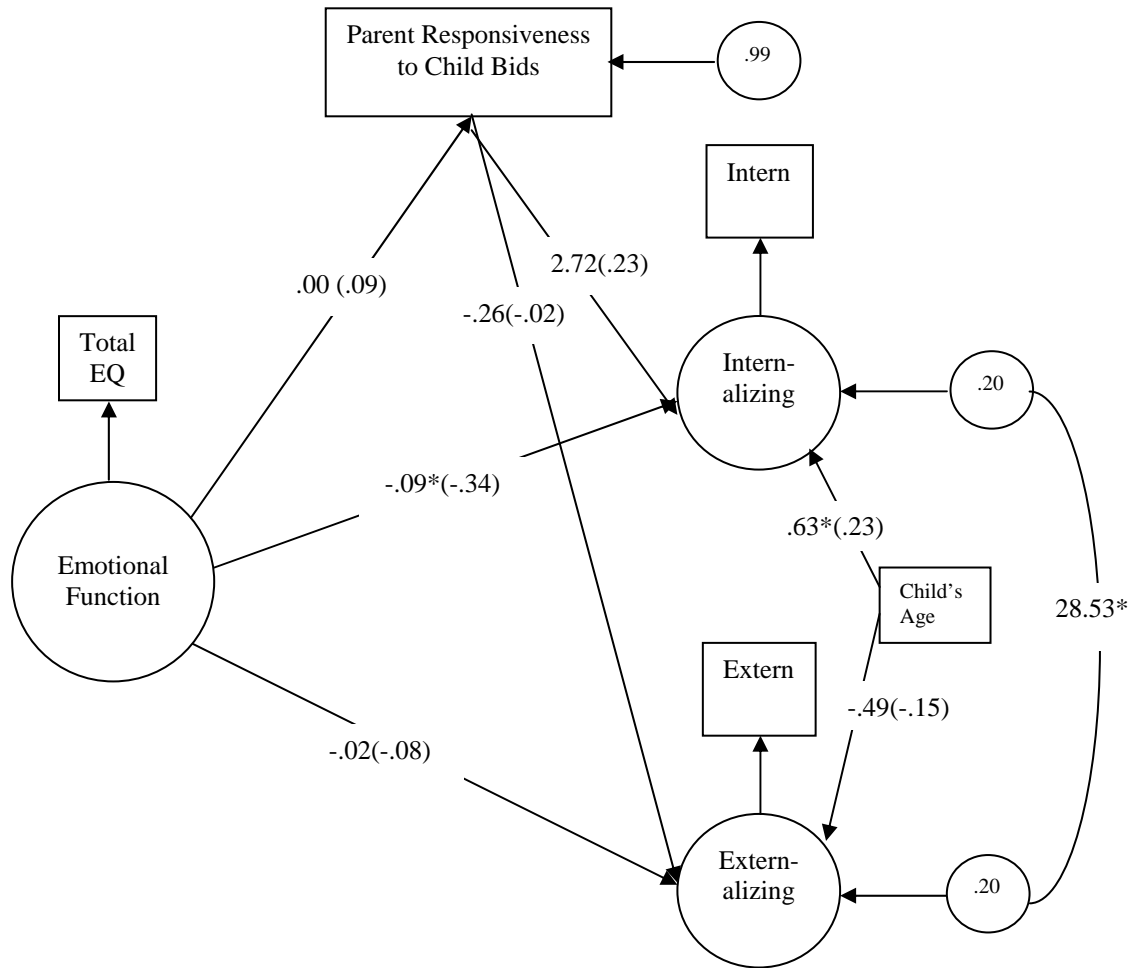 Parent Responsiveness
to Child Bids
.99
Intern
2.72(.23)
.00 (.09)
-.26(-.02)
Total
EQ
Intern-
alizing
.20
-.09*(-.34)
.63*(.23)
Emotional
Function
Child's
Age
28.53*
Extern
-.49(-.15)
-.02(-.08)
Extern-
alizing
.20